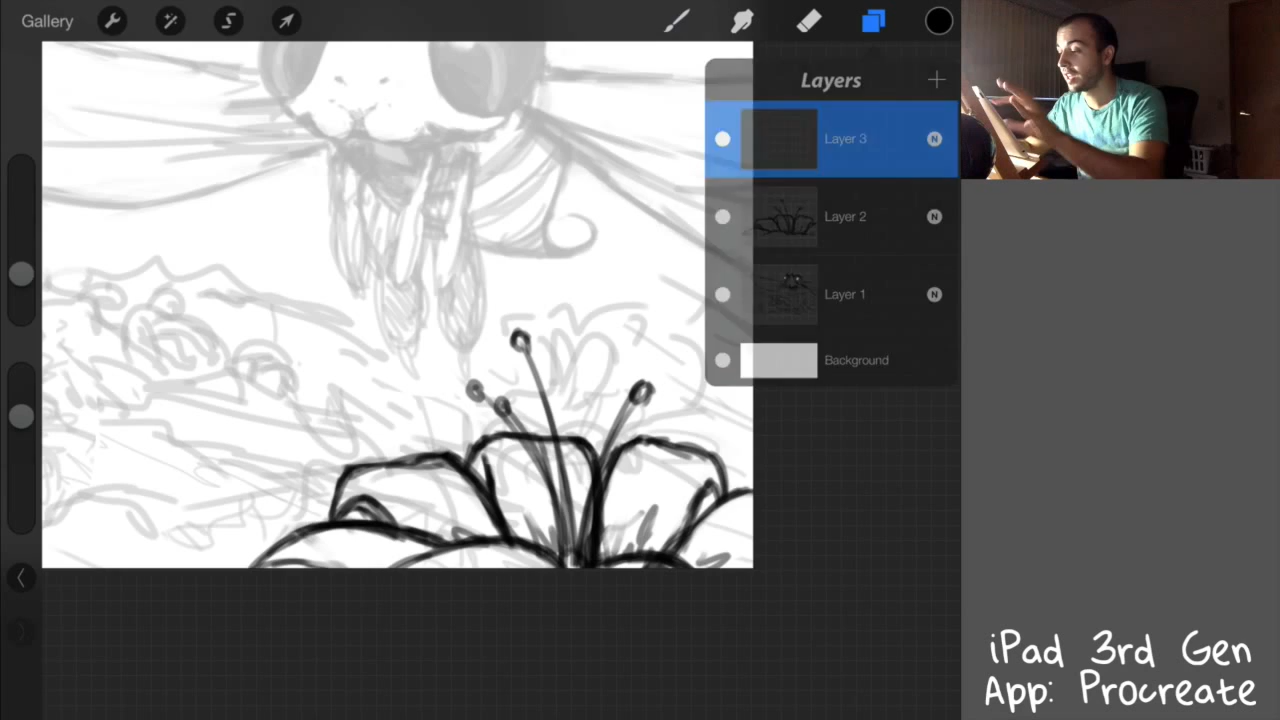 Gallery
Layers
Layer 3
N
Layer 2
N
Layer 1
N
Background
iPad 3rd Gen
App: Procreate